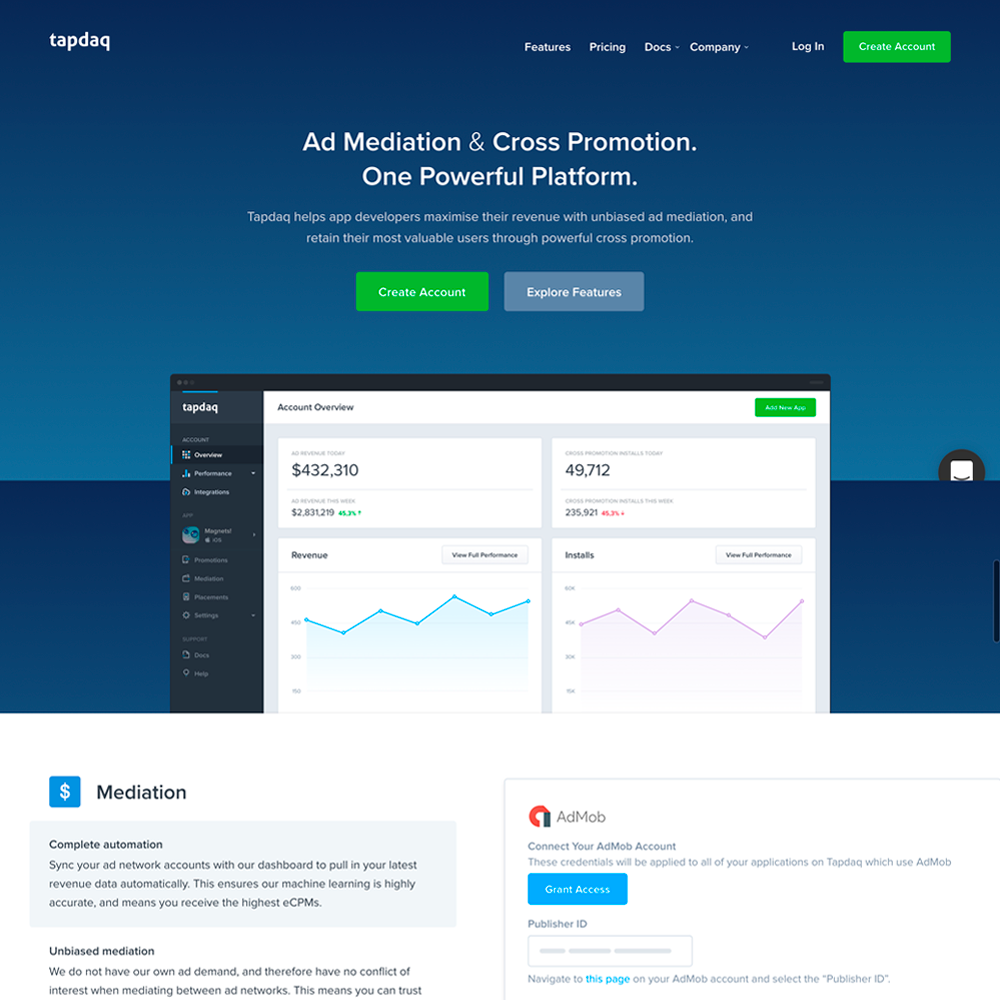 tapdaq
Features Pricing Docs Company Log In Create Account
Ad Mediation & Cross Promotion.
One Powerful Platform.
Tapdaq helps app developers maximise their revenue with unbiased ad mediation, and
retain their most valuable users through powerful cross promotion.
Create Account Explore Features
tapdaq
ACCOUNT
Overview
Performance
Integrations
APP
Magnets!
iOS
Promotions
Mediation
Placements
Settings
SUPPORT
Docs
Help
Account Overview
Add New App
AD REVENUE TODAY
$432,310
AD REVENUE THIS WEEK
$2,831,219 45.3%
CROSS PROMOTION INSTALLS TODAY
49,712
CROSS PROMOTION INSTALLS THIS WEEK
235,921 45.3%
Revenue View Full Performance
600
450
300
150
Installs View Full Performance
60K
45K
30K
15K
$ Mediation
Complete automation
Sync your ad network accounts with our dashboard to pull in your latest
revenue data automatically. This ensures our machine learning is highly
accurate, and means you receive the highest eCPMs.
Unbiased mediation
We do not have our own ad demand, and therefore have no conflict of
interest when mediating between ad networks. This means you can trust
AdMob
Connect Your AdMob Account
These credentials will be applied to all of your applications on Tapdaq which use AdMob
Grant Access
Publisher ID
Navigate to this page on your AdMob account and select the “Publisher ID”.